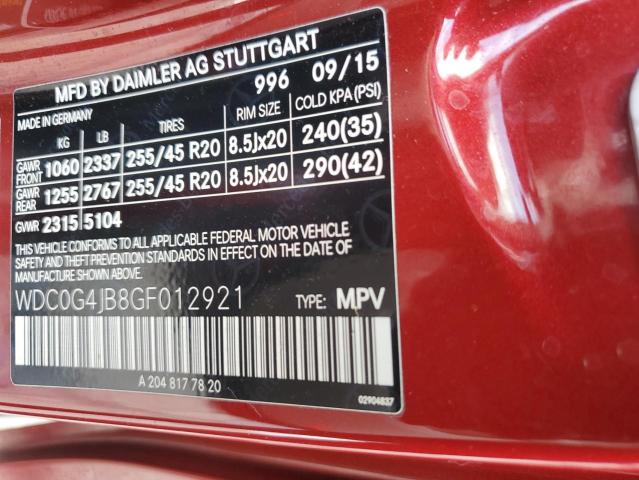 MFD BY DAIMLER AG STUTTGART
996 09/15
MADE IN GERMANY
KG LB TIRES RIM SIZE COLD KPA(PSI)
GAWR FRONT 1060 2337 255/45 R20 8.5Jx20 240(35)
GAWR REAR 1255 2767 255/45 R20 8.5Jx20 290(42)
GVWR 2315 5104
THIS VEHICLE CONFORMS TO ALL APPLICABLE FEDERAL MOTOR VEHICLE
SAFETY AND THEFT PREVENTION STANDARDS IN EFFECT ON THE DATE OF
MANUFACTURE SHOWN ABOVE.
WDC0G4JB8GF012921 TYPE: MPV
A 204 817 78 20
02904837